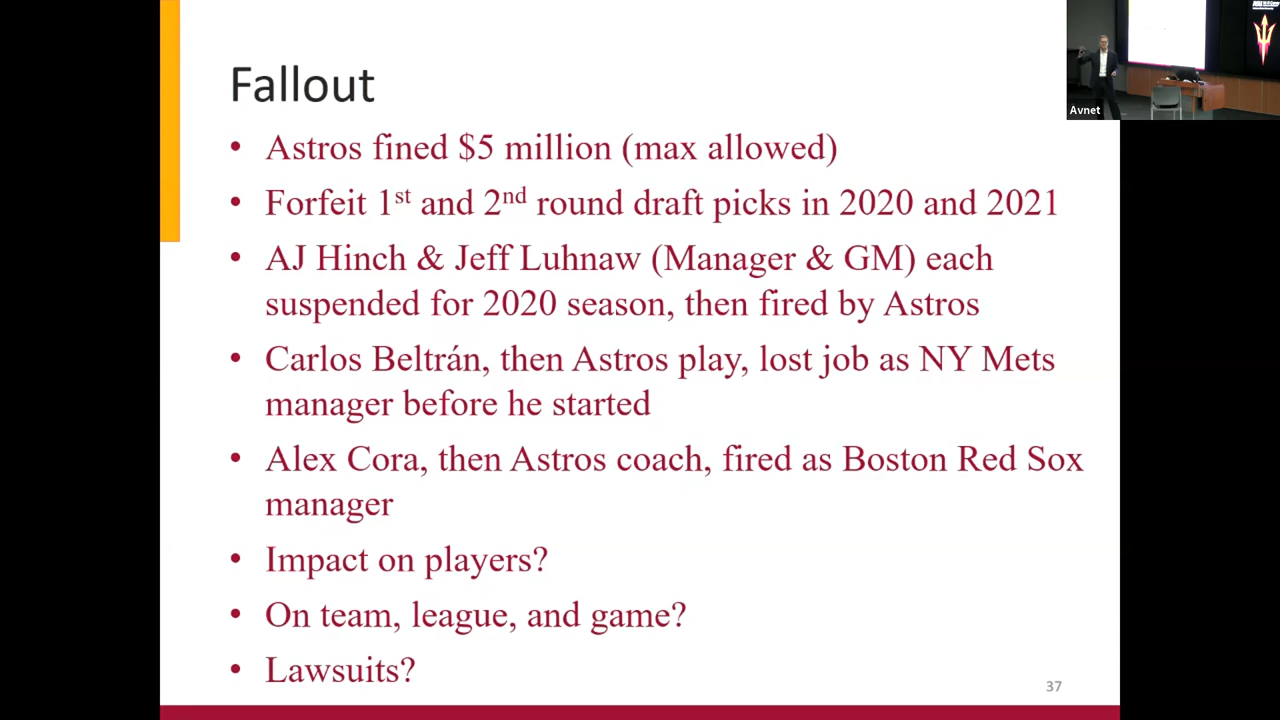 Fallout
• Astros fined $5 million (max allowed)
• Forfeit 1st and 2nd round draft picks in 2020 and 2021
• AJ Hinch & Jeff Luhnaw (Manager & GM) each
suspended for 2020 season, then fired by Astros
• Carlos Beltrán, then Astros play, lost job as NY Mets
manager before he started
• Alex Cora, then Astros coach, fired as Boston Red Sox
manager
• Impact on players?
• On team, league, and game?
• Lawsuits?
37
Avnet